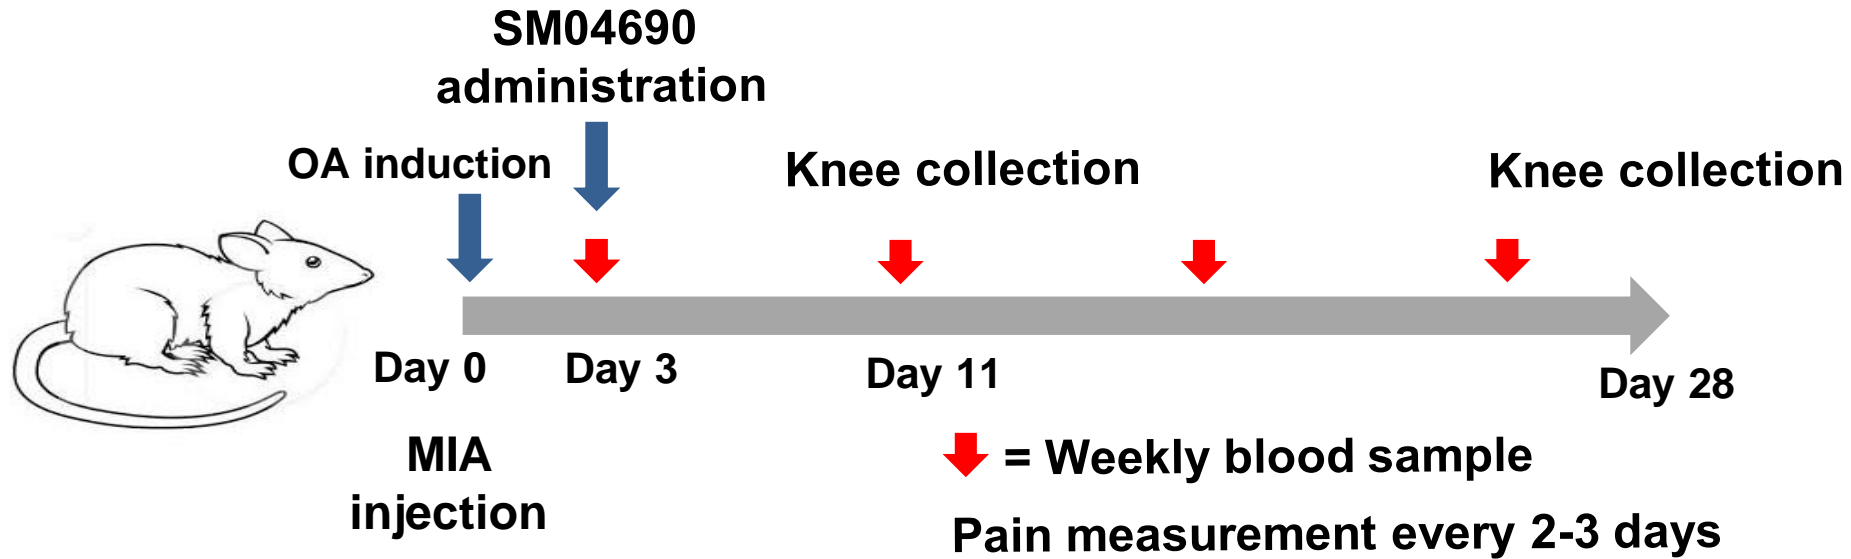 SM04690
administration
OA induction
Knee collection
Knee collection
Day 0
Day 3
Day 11
Day 28
MIA
injection
= Weekly blood sample
Pain measurement every 2-3 days